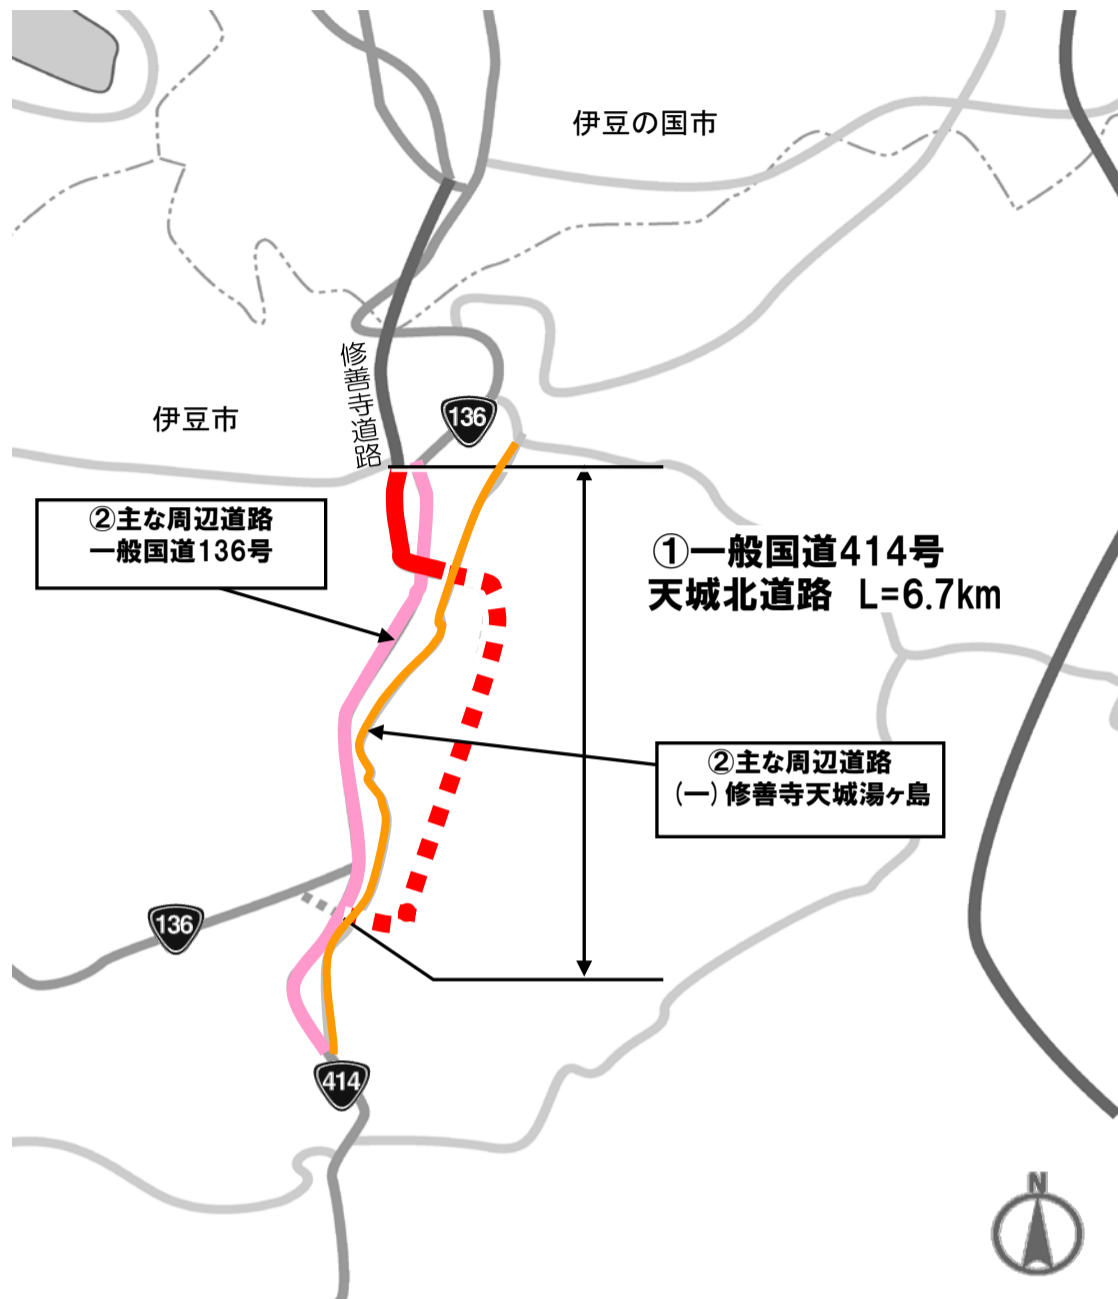 伊豆の国市
修善寺道路
伊豆市
136
②主な周辺道路
一般国道136号
①一般国道414号
天城北道路 L=6.7km
②主な周辺道路
(一)修善寺天城湯ヶ島
136
414
N